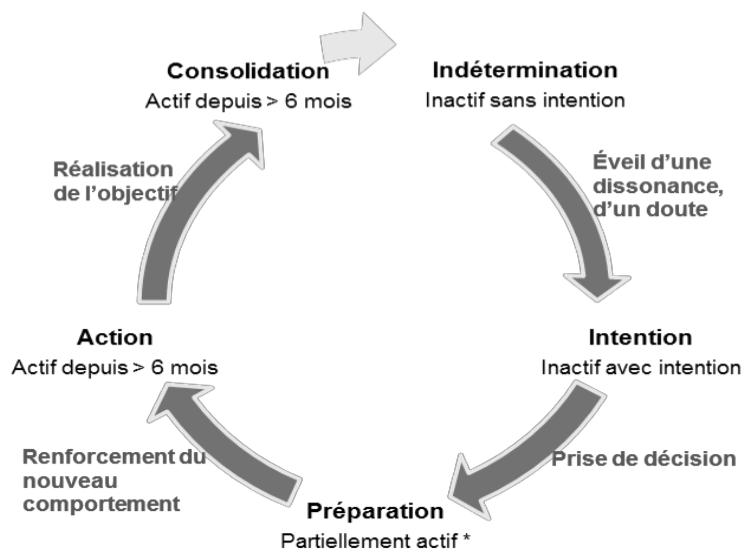 Consolidation
Actif depuis > 6 mois
Indétermination
Inactif sans intention
Éveil d’une
dissonance,
d’un doute
Intention
Inactif avec intention
Prise de décision
Préparation
Partiellement actif *
Renforcement du
nouveau
comportement
Action
Actif depuis > 6 mois
Réalisation
de l’objectif